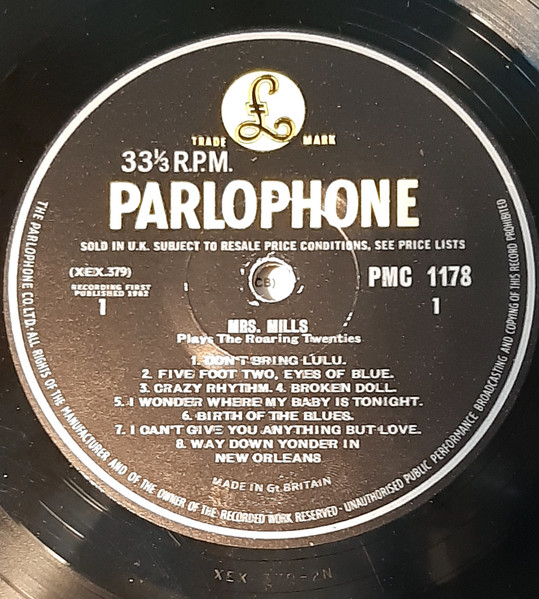 £
TRADE MARK
33⅓ R.P.M.
PARLOPHONE
SOLD IN U.K. SUBJECT TO RESALE PRICE CONDITIONS, SEE PRICE LISTS
(XEX.379)
RECORDING FIRST
PUBLISHED 1962
1
PMC 1178
1
MRS. MILLS
Plays The Roaring Twenties
1. DON'T BRING LULU.
2. FIVE FOOT TWO, EYES OF BLUE.
3. CRAZY RHYTHM. 4. BROKEN DOLL.
5. I WONDER WHERE MY BABY IS TONIGHT.
6. BIRTH OF THE BLUES.
7. I CAN'T GIVE YOU ANYTHING BUT LOVE.
8. WAY DOWN YONDER IN
NEW ORLEANS
MADE IN Gt. BRITAIN
THE PARLOPHONE CO. LTD. ALL RIGHTS OF THE MANUFACTURER AND OF THE OWNER OF THE RECORDED WORK RESERVED · UNAUTHORISED PUBLIC PERFORMANCE BROADCASTING AND COPYING OF THIS RECORD PROHIBITED
XEX 379-2N